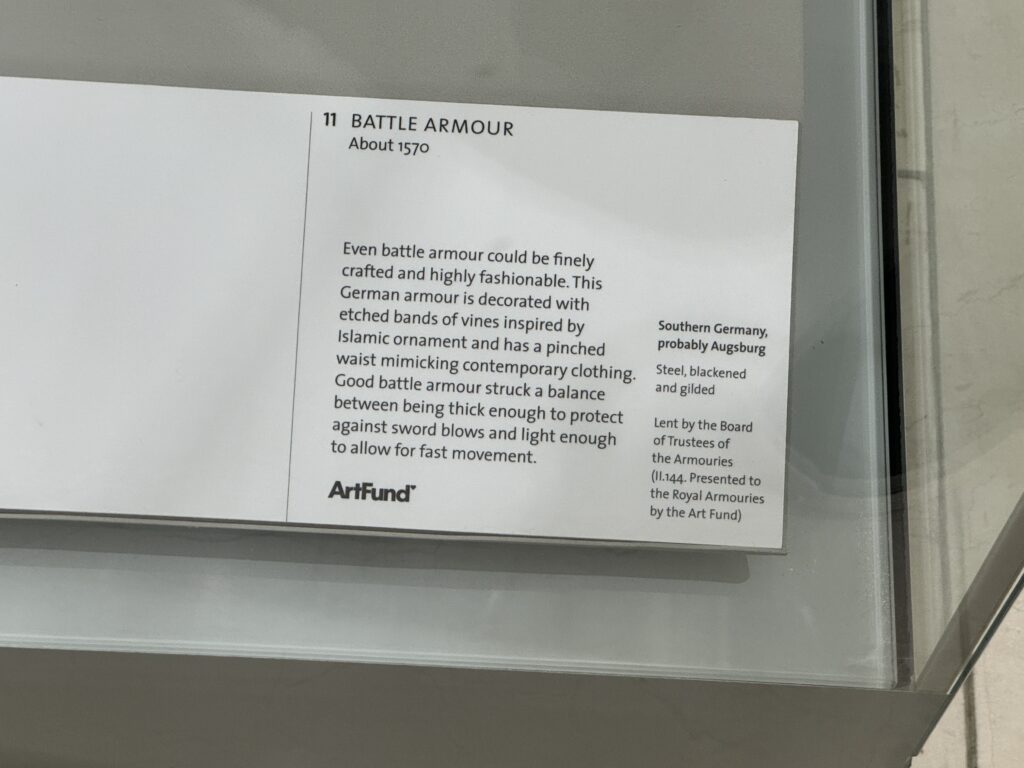 11 BATTLE ARMOUR
About 1570
Even battle armour could be finely
crafted and highly fashionable. This
German armour is decorated with
etched bands of vines inspired by
Islamic ornament and has a pinched
waist mimicking contemporary clothing.
Good battle armour struck a balance
between being thick enough to protect
against sword blows and light enough
to allow for fast movement.
ArtFund
Southern Germany,
probably Augsburg
Steel, blackened
and gilded
Lent by the Board
of Trustees of
the Armouries
(II.144. Presented to
the Royal Armouries
by the Art Fund)